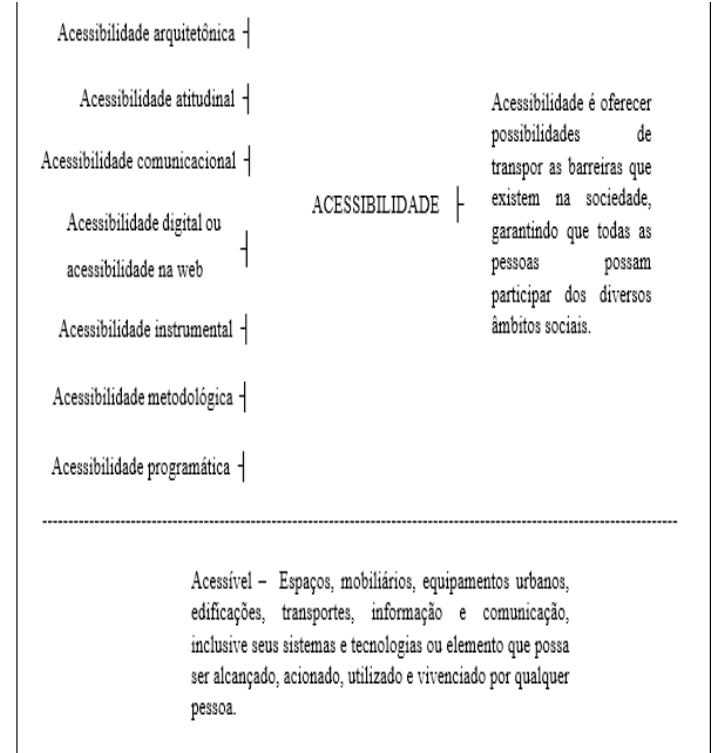 Acessibilidade arquitetônica
Acessibilidade atitudinal
Acessibilidade comunicacional
Acessibilidade digital ou
acessibilidade na web
Acessibilidade instrumental
Acessibilidade metodológica
Acessibilidade programática
ACESSIBILIDADE
Acessibilidade é oferecer
possibilidades de
transpor as barreiras que
existem na sociedade,
garantindo que todas as
pessoas possam
participar dos diversos
âmbitos sociais.
Acessível – Espaços, mobiliários, equipamentos urbanos,
edificações, transportes, informação e comunicação,
inclusive seus sistemas e tecnologias ou elemento que possa
ser alcançado, acionado, utilizado e vivenciado por qualquer
pessoa.